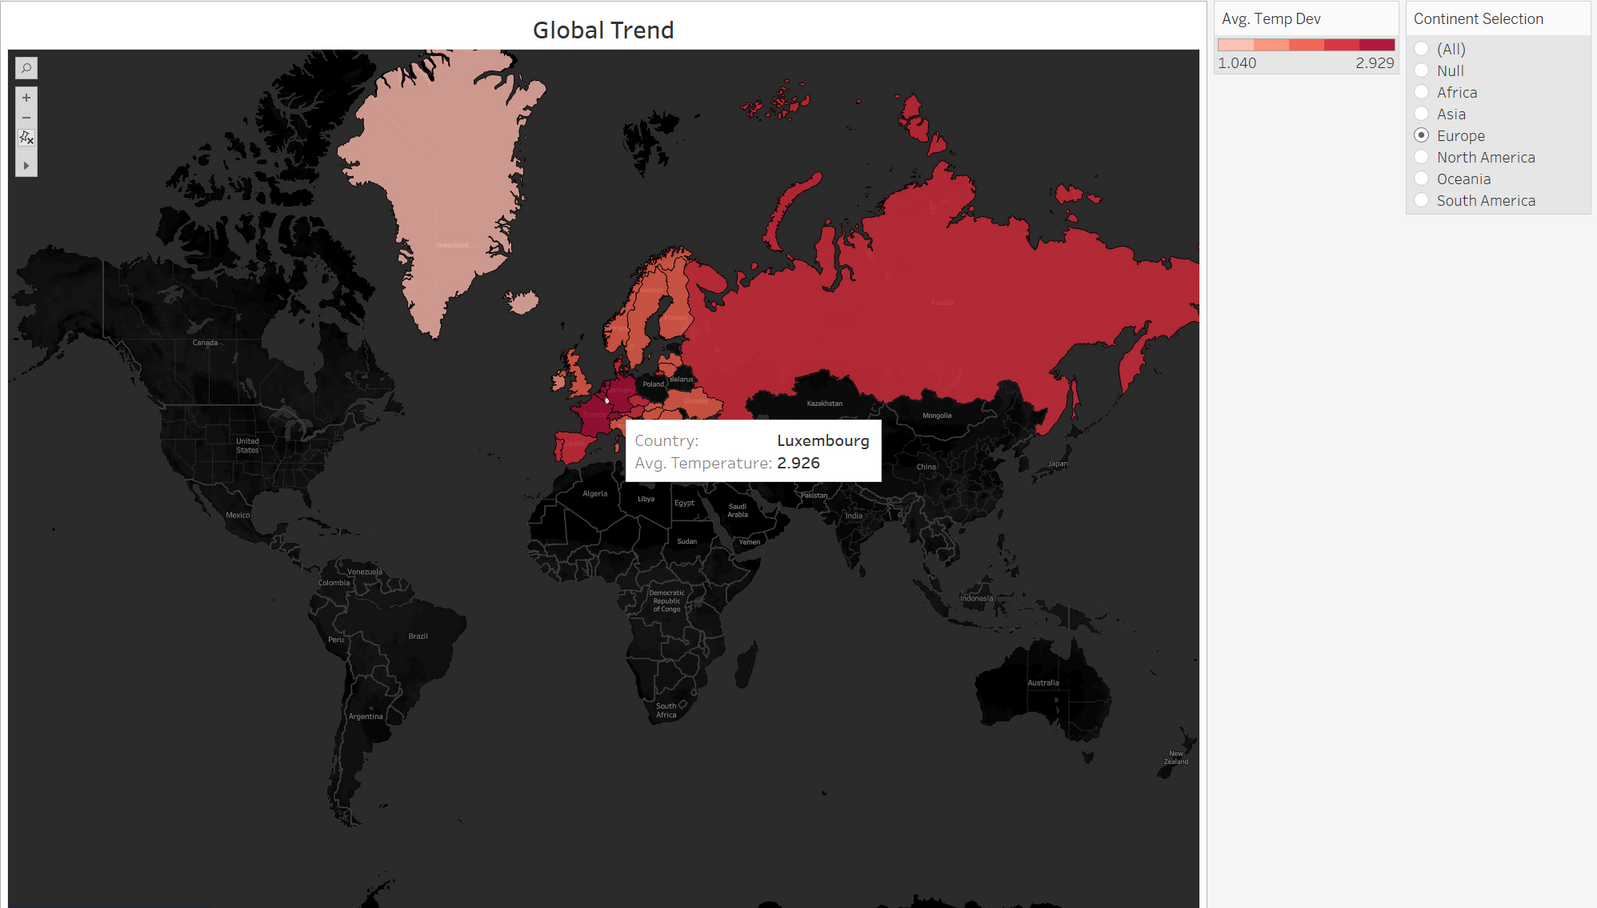 Global Trend
Avg. Temp Dev
1.040 2.929
Continent Selection
(All)
Null
Africa
Asia
Europe
North America
Oceania
South America
Greenland
Russia
Canada
Poland
Belarus
Ukraine
France
Spain
Kazakhstan
Mongolia
United
States
China
Japan
Country: Luxembourg
Avg. Temperature: 2.926
Algeria
Libya
Egypt
Saudi
Arabia
Pakistan
India
Mexico
Sudan
Yemen
Venezuela
Colombia
Democratic
Republic
of Congo
Indonesia
Peru
Brazil
Australia
South
Africa
Argentina
New
Zealand